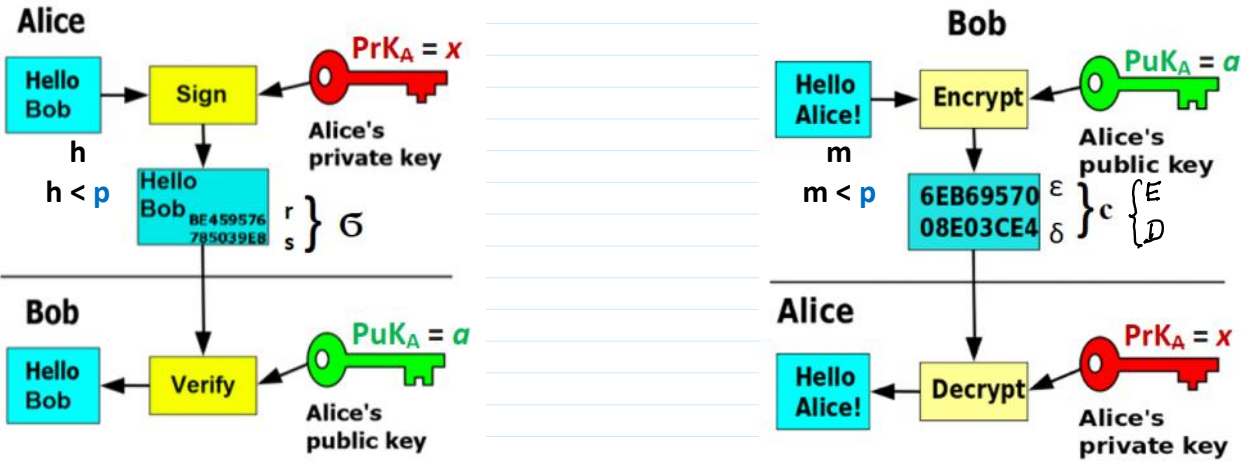 Alice
PrK_A = x
Hello
Bob
Sign
Alice's
private key
h
h < p
Hello
Bob
BE459576
785039E8
r
s
} б
Bob
PuK_A = a
Hello
Bob
Verify
Alice's
public key
Bob
PuK_A = a
Hello
Alice!
Encrypt
Alice's
public key
m
m < p
6EB69570 ε
08E03CE4 δ
} c { E
D
Alice
PrK_A = x
Hello
Alice!
Decrypt
Alice's
private key